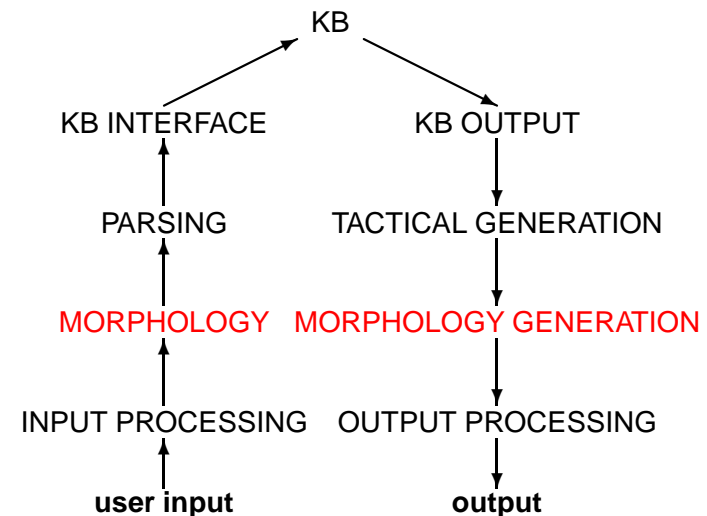 KB
KB INTERFACE KB OUTPUT
PARSING TACTICAL GENERATION
MORPHOLOGY MORPHOLOGY GENERATION
INPUT PROCESSING OUTPUT PROCESSING
user input output